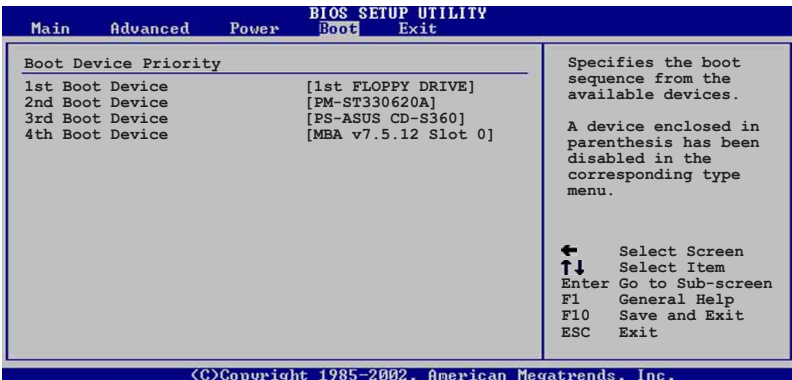 BIOS SETUP UTILITY
Main Advanced Power Boot Exit
Boot Device Priority
1st Boot Device [1st FLOPPY DRIVE]
2nd Boot Device [PM-ST330620A]
3rd Boot Device [PS-ASUS CD-S360]
4th Boot Device [MBA v7.5.12 Slot 0]
Specifies the boot
sequence from the
available devices.
A device enclosed in
parenthesis has been
disabled in the
corresponding type
menu.
← Select Screen
↑↓ Select Item
Enter Go to Sub-screen
F1 General Help
F10 Save and Exit
ESC Exit
(C)Copyright 1985-2002, American Megatrends, Inc.